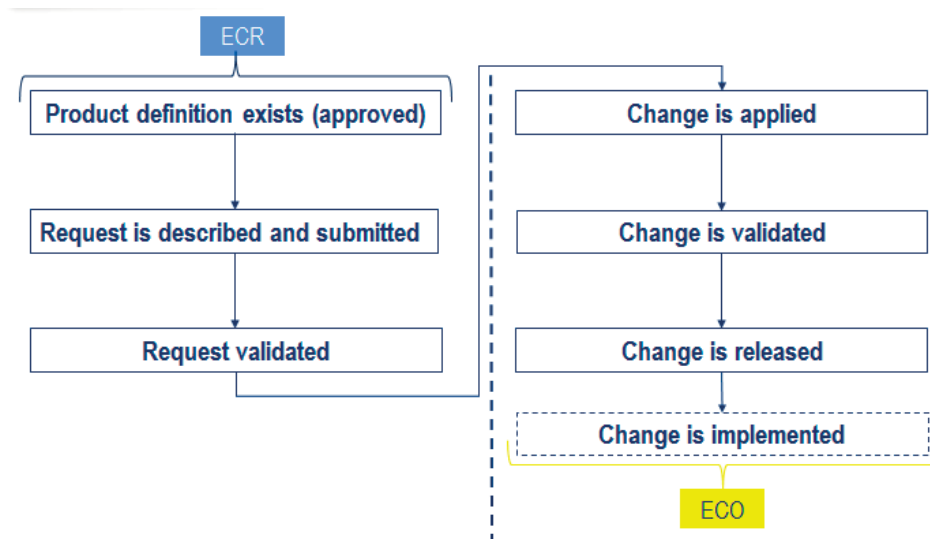 ECR
Product definition exists (approved)
Request is described and submitted
Request validated
Change is applied
Change is validated
Change is released
Change is implemented
ECO